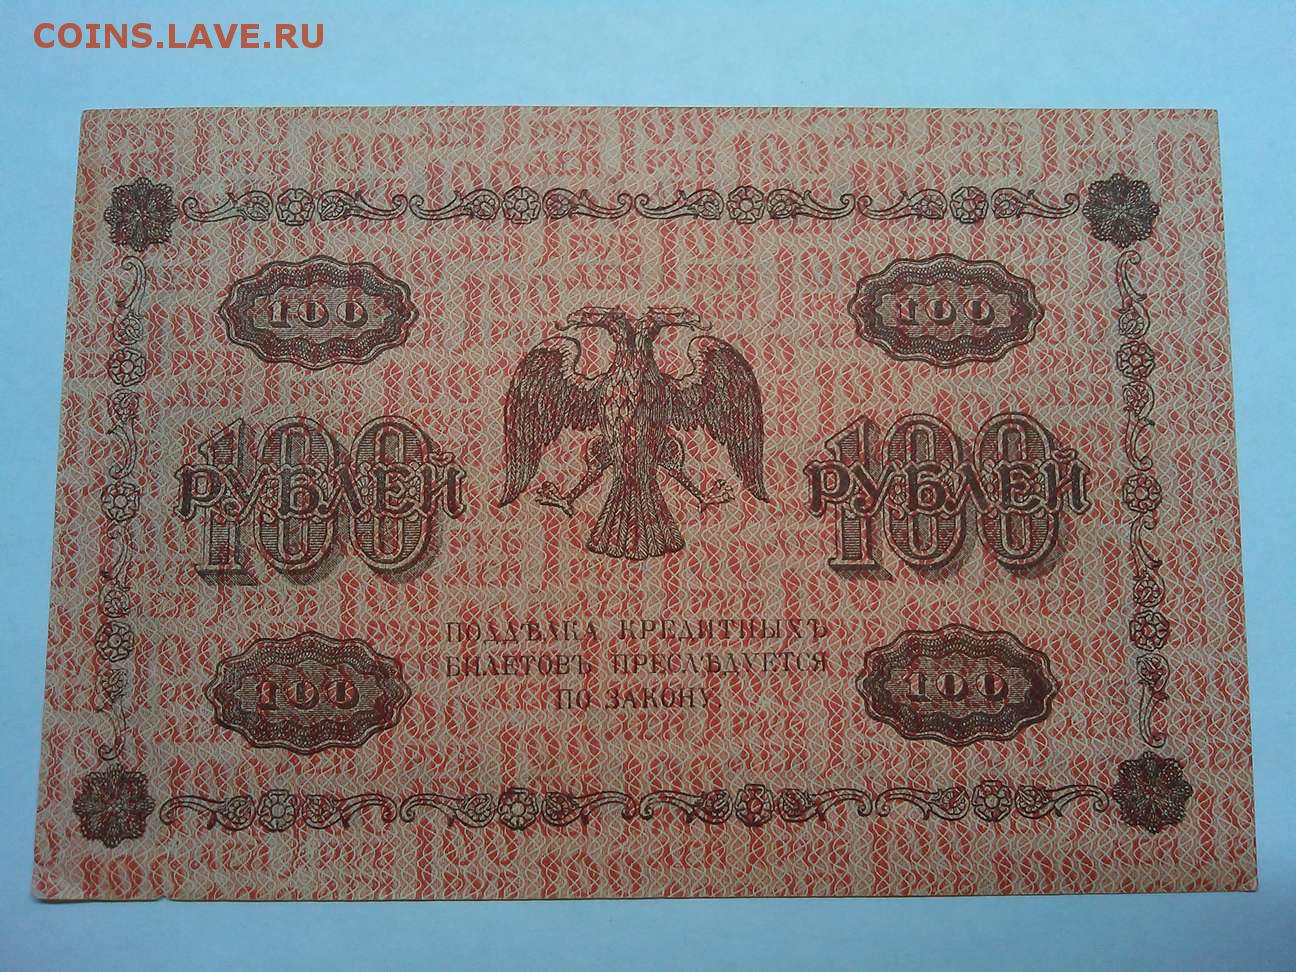 COINS.LAVE.RU
100 100
100 100
РУБЛЕЙ РУБЛЕЙ
ПОДДѢЛКА КРЕДИТНЫХЪ
БИЛЕТОВЪ ПРЕСЛѢДУЕТСЯ
ПО ЗАКОНУ.
100 100